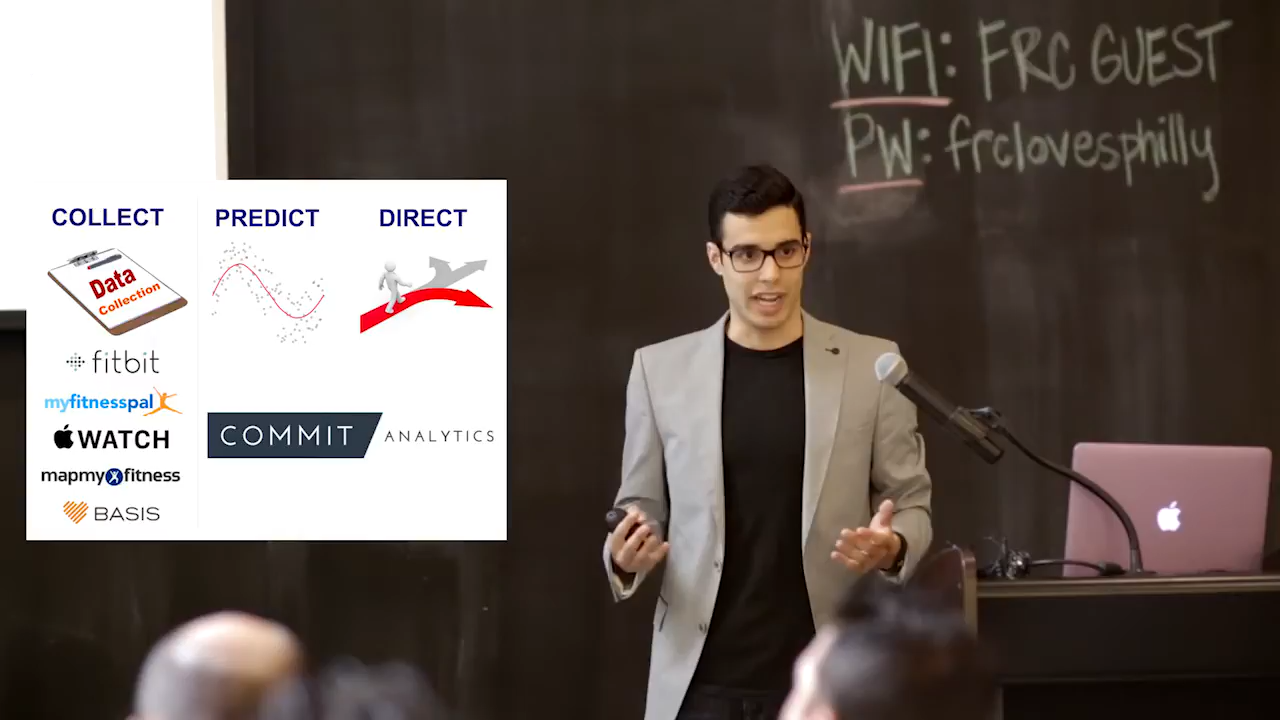 WIFI: FRC GUEST
PW: frclovesphilly
COLLECT PREDICT DIRECT
Data
Collection
fitbit
myfitnesspal
WATCH
mapmyfitness
BASIS
COMMIT ANALYTICS